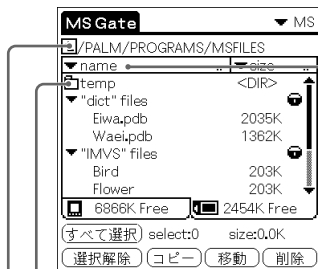 MS Gate ▼ MS
/PALM/PROGRAMS/MSFILES
▼name .. ▼size
temp <DIR>
▼"dict" files
Eiwa.pdb 2035K
Waei.pdb 1362K
▼"IMVS" files
Bird 203K
Flower 203K
6866K Free 2454K Free
すべて選択 select:0 size:0.0K
選択解除 コピー 移動 削除